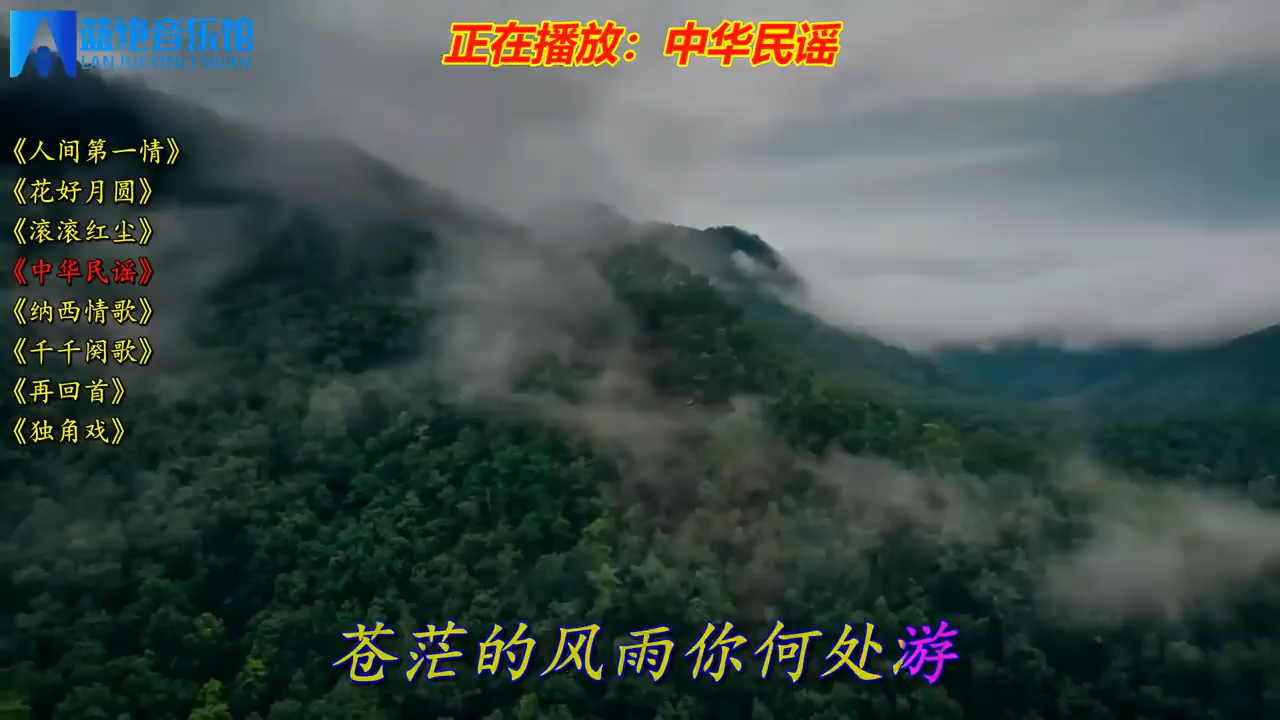 蓝绝音乐馆
LANJUEYINLEGUAN
正在播放：中华民谣
《人间第一情》
《花好月圆》
《滚滚红尘》
《中华民谣》
《纳西情歌》
《千千阕歌》
《再回首》
《独角戏》
苍茫的风雨你何处游